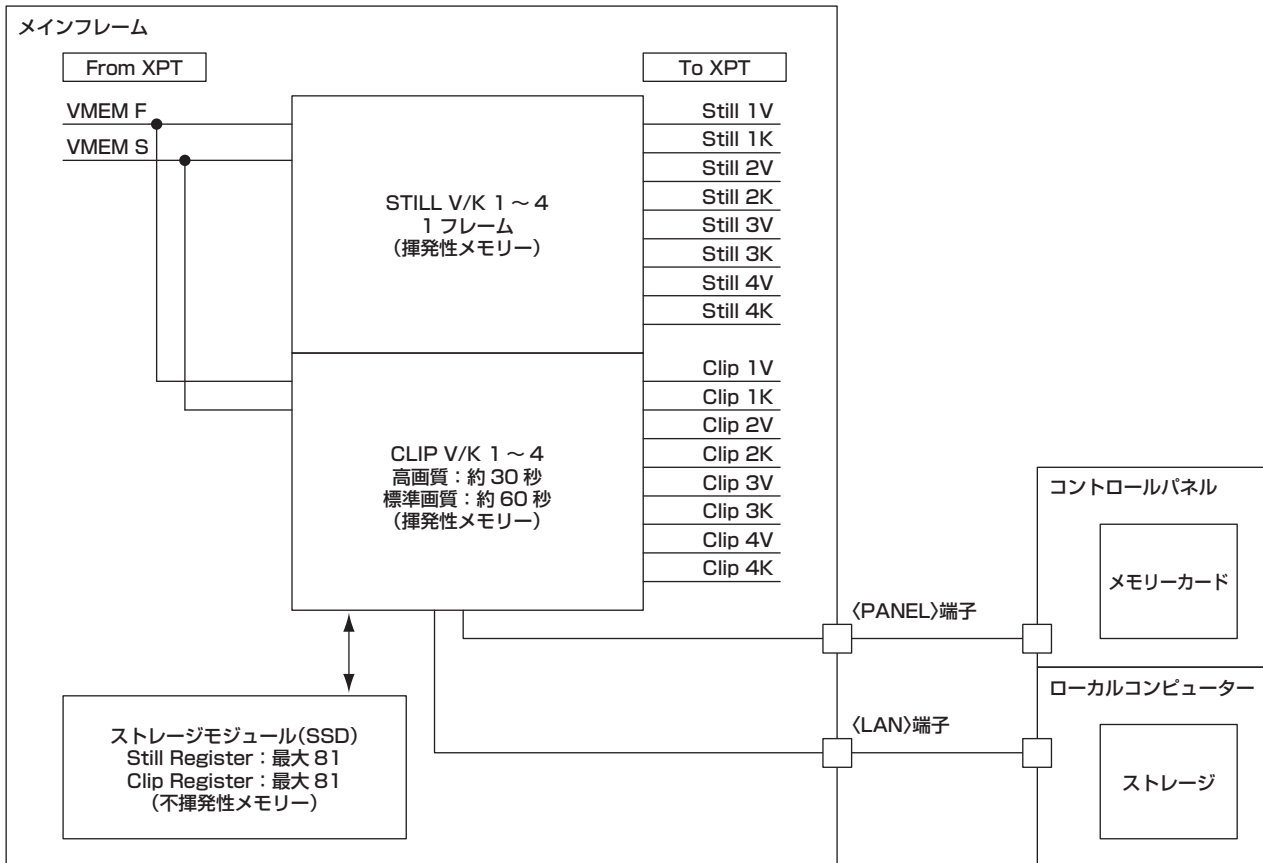 メインフレーム
From XPT
To XPT
VMEM F
VMEM S
STILL V/K 1 ～ 4
1 フレーム
（揮発性メモリー）
Still 1V
Still 1K
Still 2V
Still 2K
Still 3V
Still 3K
Still 4V
Still 4K
CLIP V/K 1 ～ 4
高画質：約 30 秒
標準画質：約 60 秒
（揮発性メモリー）
Clip 1V
Clip 1K
Clip 2V
Clip 2K
Clip 3V
Clip 3K
Clip 4V
Clip 4K
コントロールパネル
メモリーカード
〈PANEL〉端子
ローカルコンピューター
〈LAN〉端子
ストレージ
ストレージモジュール（SSD）
Still Register：最大 81
Clip Register：最大 81
（不揮発性メモリー）